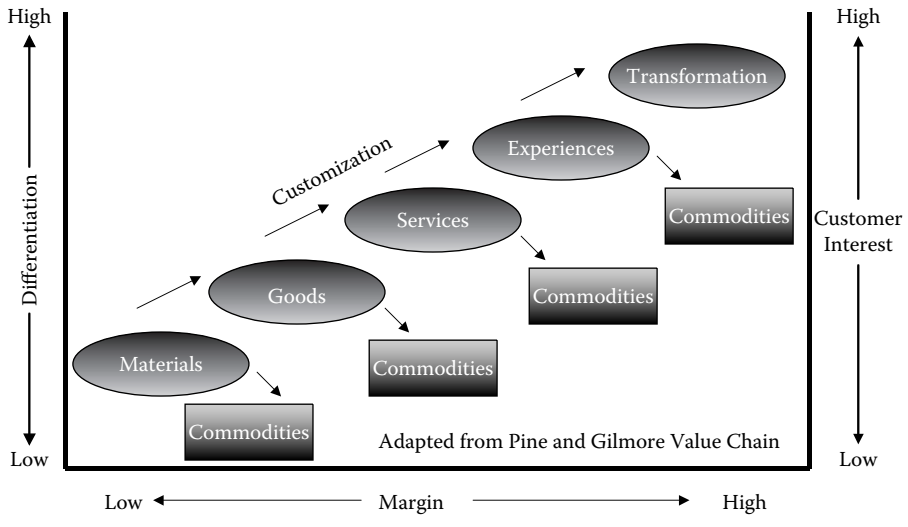 High
High
Transformation
Experiences
Customization
Commodities
Services
Customer
Interest
Differentiation
Goods
Commodities
Materials
Commodities
Commodities
Adapted from Pine and Gilmore Value Chain
Low
Low
Low
Margin
High